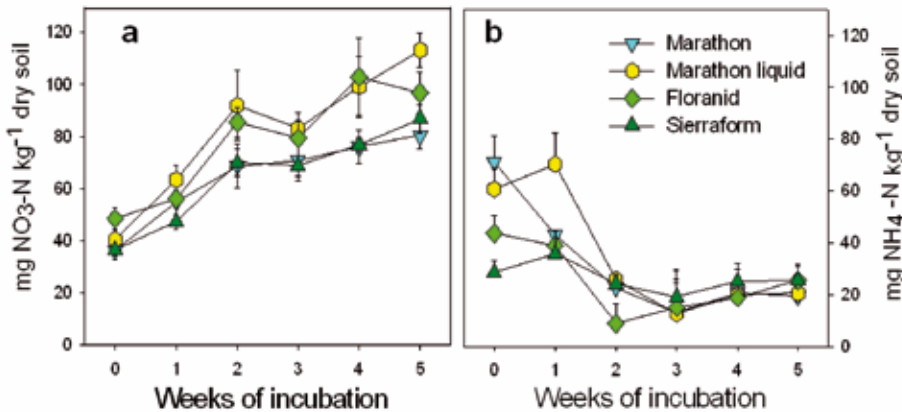 a
b
mg NO3-N kg-1 dry soil
120
100
80
60
40
20
0
0 1 2 3 4 5
Weeks of incubation
Marathon
Marathon liquid
Floranid
Sierraform
0 1 2 3 4 5
Weeks of incubation
120
100
80
60
40
20
0
mg NH4-N kg-1 dry soil